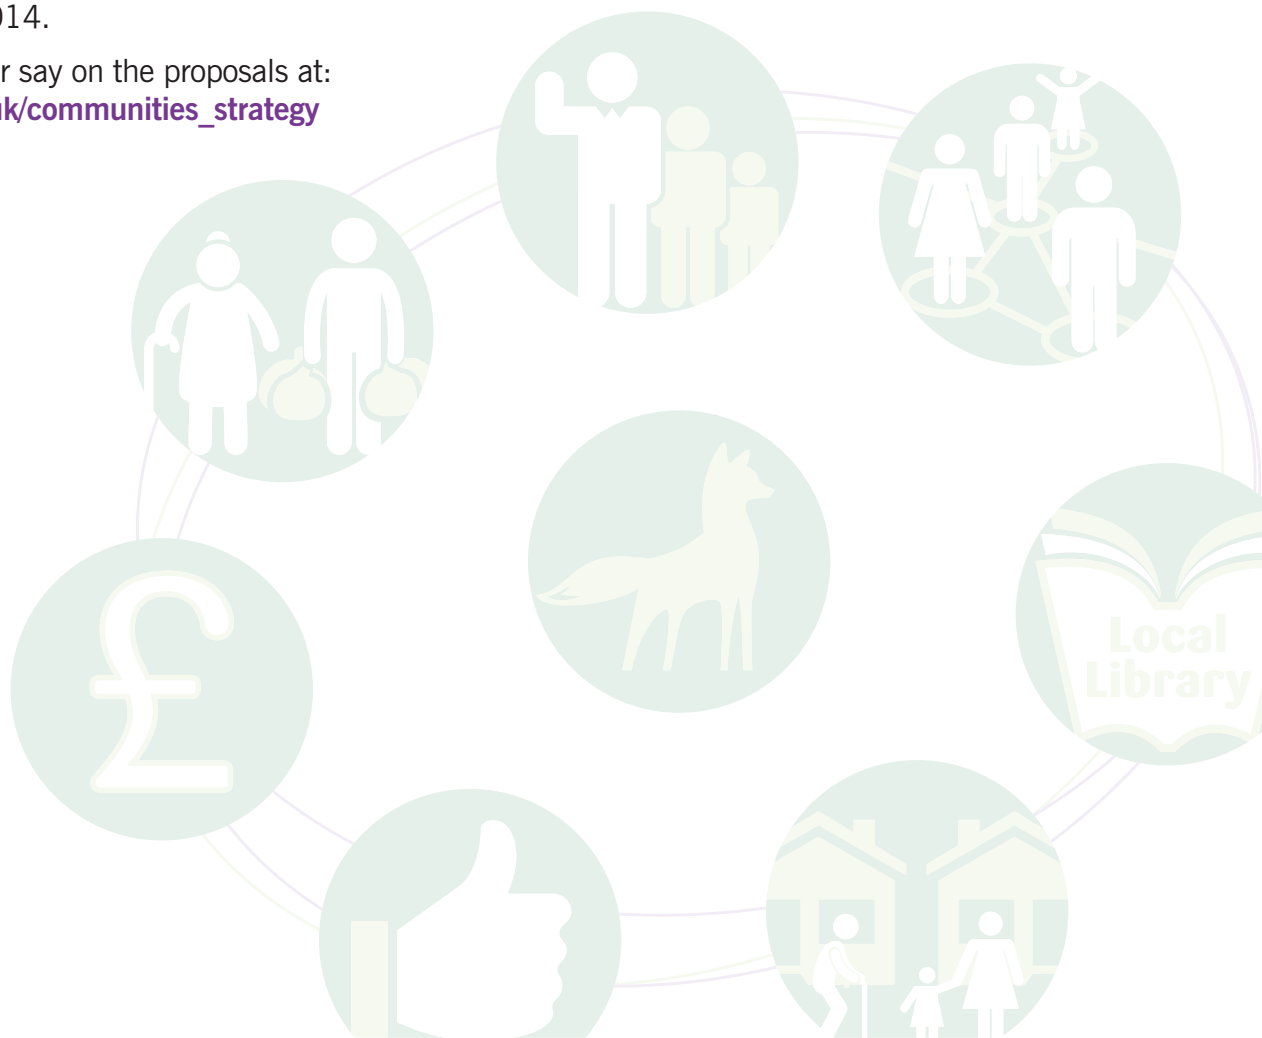 014.
r say on the proposals at:
uk/communities_strategy
Local
Library